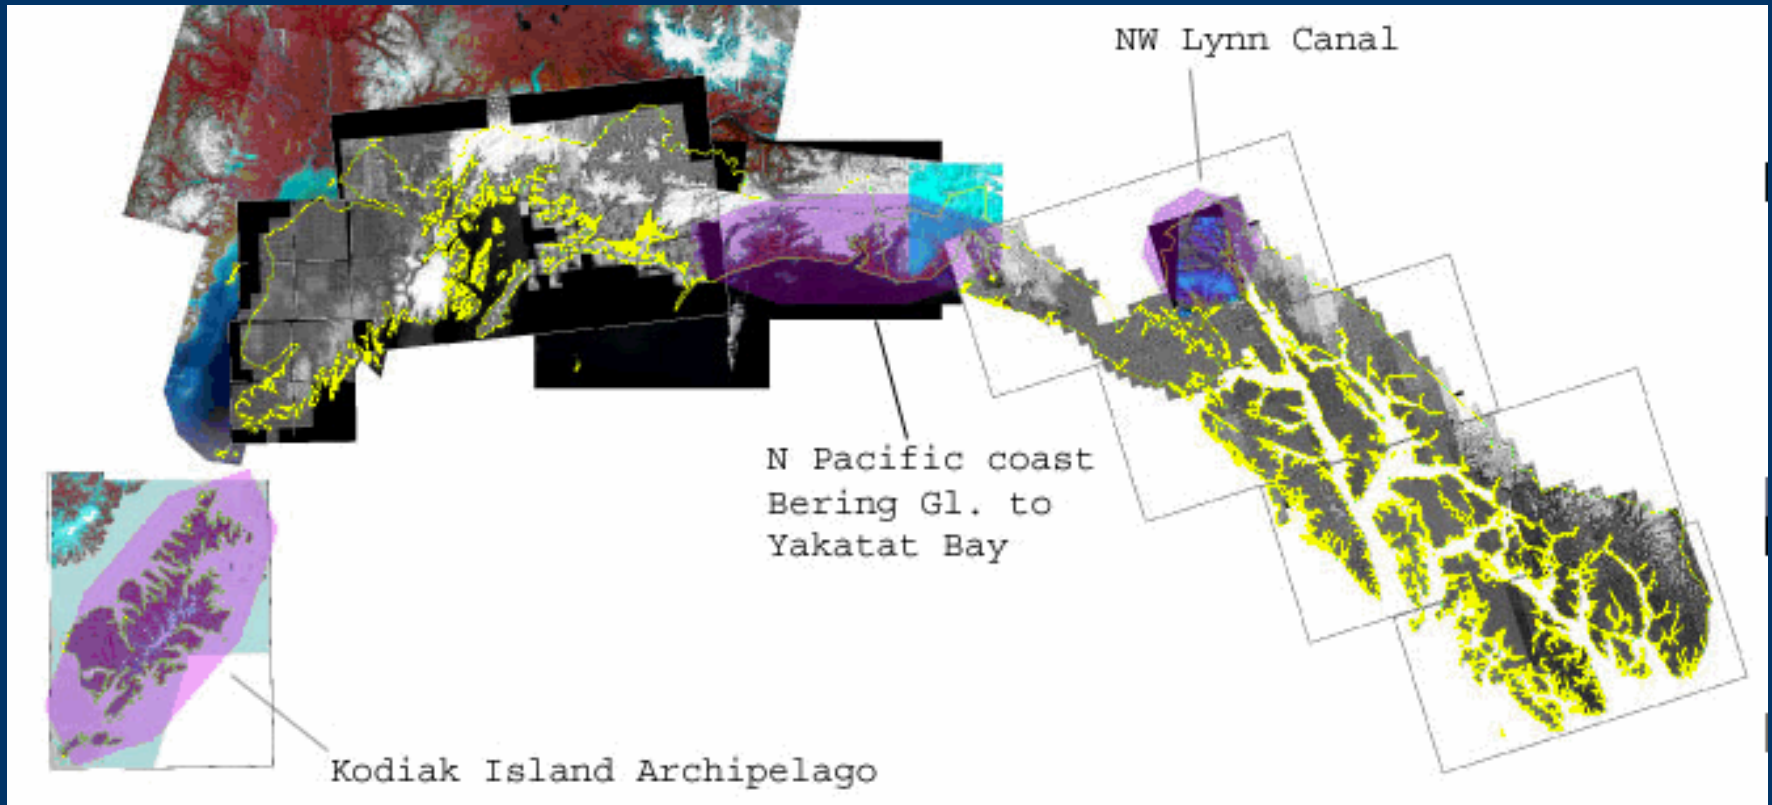 NW Lynn Canal
N Pacific coast
Bering Gl. to
Yakatat Bay
Kodiak Island Archipelago